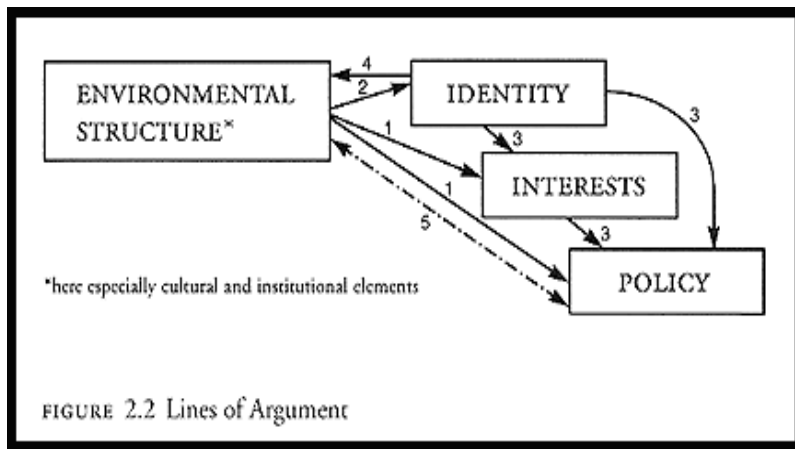 ENVIRONMENTAL
STRUCTURE*
4
2
IDENTITY
3
1
3
INTERESTS
1
3
5
POLICY
*here especially cultural and institutional elements
FIGURE 2.2 Lines of Argument